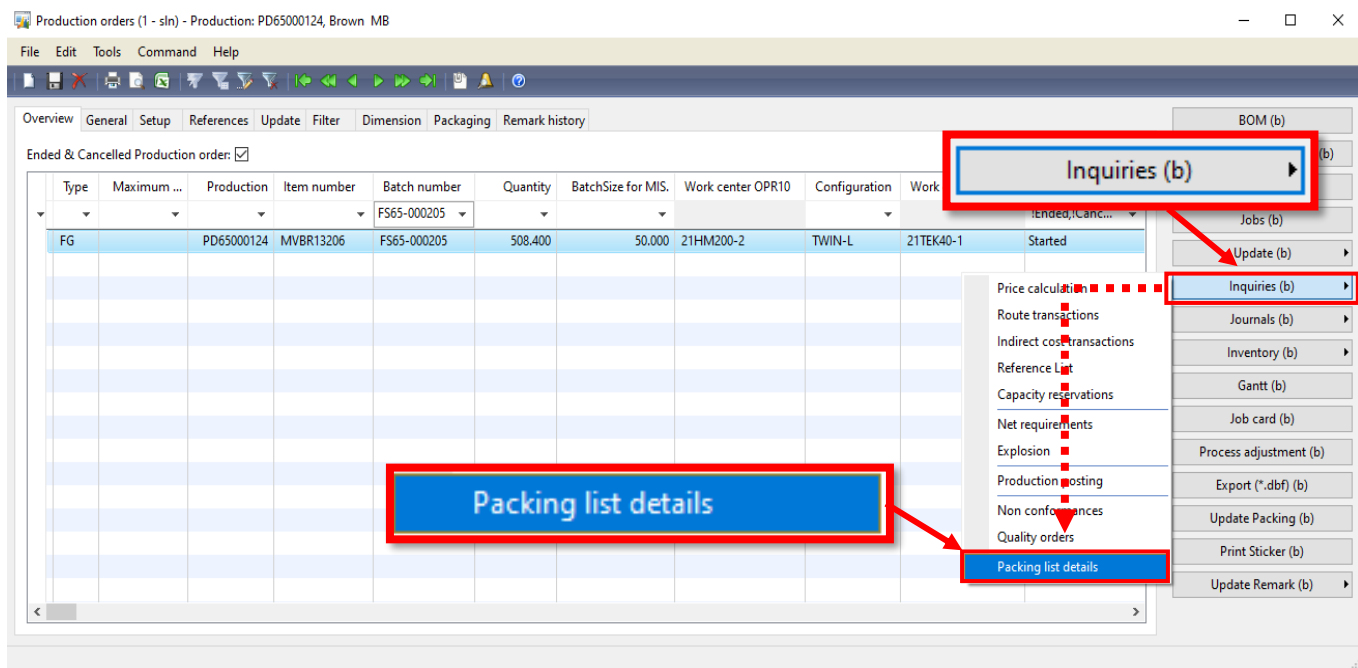 Production orders (1 - sln) - Production: PD65000124, Brown MB
File Edit Tools Command Help
Overview General Setup References Update Filter Dimension Packaging Remark history
BOM (b)
Ended & Cancelled Production order:
(b)
Inquiries (b)
Type Maximum ... Production Item number Batch number Quantity BatchSize for MIS. Work center OPR10 Configuration Work
FS65-000205 !Ended,!Canc...
Jobs (b)
FG PD65000124 MVBR13206 FS65-000205 508.400 50.000 21HM200-2 TWIN-L 21TEK40-1 Started
Update (b)
Price calculation
Inquiries (b)
Route transactions
Journals (b)
Indirect cost transactions
Inventory (b)
Reference List
Gantt (b)
Capacity reservations
Job card (b)
Net requirements
Explosion
Process adjustment (b)
Production posting
Export (*.dbf) (b)
Packing list details
Non conformances
Update Packing (b)
Quality orders
Print Sticker (b)
Packing list details
Update Remark (b)